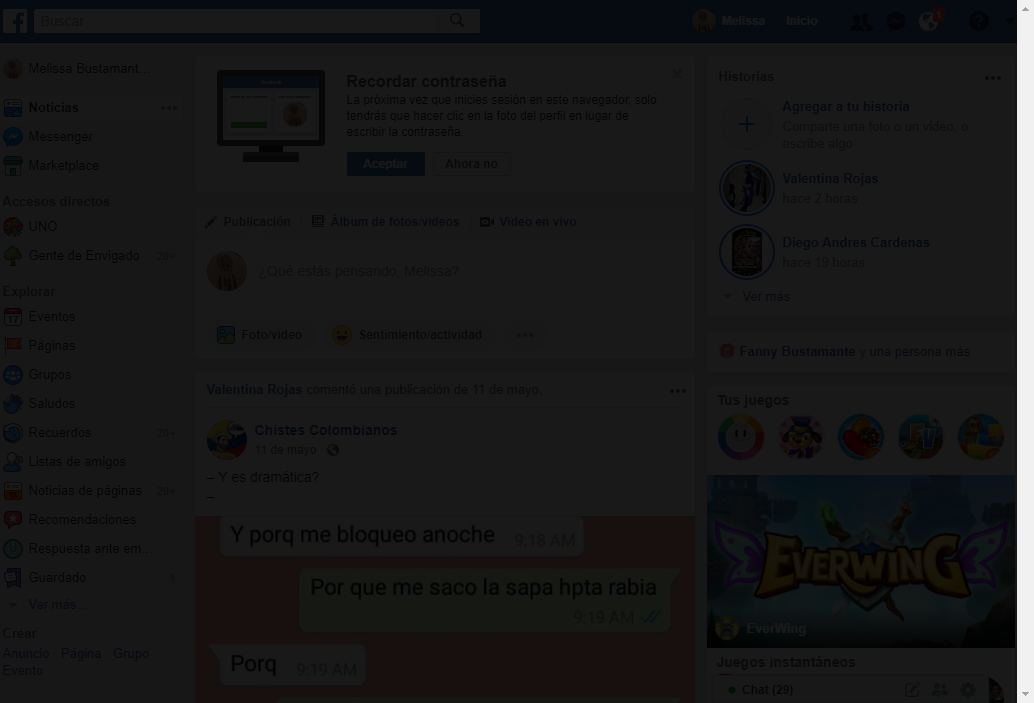 Buscar
Melissa
Inicio
Melissa Bustamant...
Noticias
Messenger
Marketplace
Accesos directos
UNO
Gente de Envigado 20+
Explorar
Eventos
Páginas
Grupos
Saludos
Recuerdos 20+
Listas de amigos
Noticias de páginas 20+
Recomendaciones
Respuesta ante em...
Guardado 1
Ver más...
Crear
Anuncio Página Grupo
Evento
Recordar contraseña
La próxima vez que inicies sesión en este navegador, solo
tendrás que hacer clic en la foto del perfil en lugar de
escribir la contraseña.
Aceptar Ahora no
Publicación Álbum de fotos/videos Video en vivo
¿Qué estás pensando, Melissa?
Foto/video Sentimiento/actividad
Valentina Rojas comentó una publicación de 11 de mayo.
Chistes Colombianos
11 de mayo
– Y es dramática?
–
Y porq me bloqueo anoche 9:18 AM
Por que me saco la sapa hpta rabia
9:19 AM
Porq 9:19 AM
Historias
Agregar a tu historia
Comparte una foto o un video, o
escribe algo
Valentina Rojas
hace 2 horas
Diego Andres Cardenas
hace 19 horas
Ver más
Fanny Bustamante y una persona más
Tus juegos
EVERWING
EverWing
Juegos instantáneos
Chat (29)